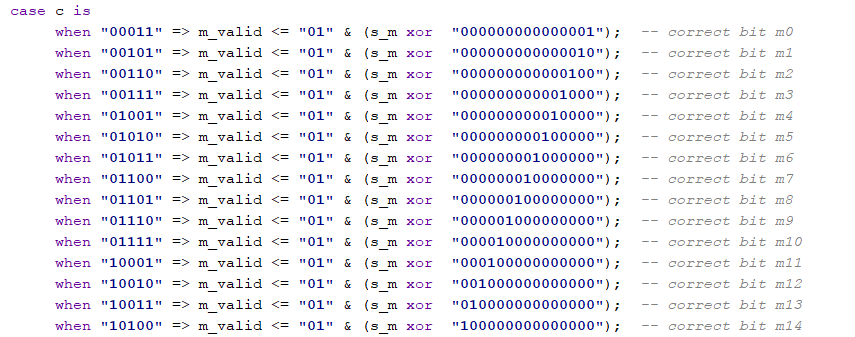 case c is
when "00011" => m_valid <= "01" & (s_m xor "000000000000001"); -- correct bit m0
when "00101" => m_valid <= "01" & (s_m xor "000000000000010"); -- correct bit m1
when "00110" => m_valid <= "01" & (s_m xor "000000000000100"); -- correct bit m2
when "00111" => m_valid <= "01" & (s_m xor "000000000001000"); -- correct bit m3
when "01001" => m_valid <= "01" & (s_m xor "000000000010000"); -- correct bit m4
when "01010" => m_valid <= "01" & (s_m xor "000000000100000"); -- correct bit m5
when "01011" => m_valid <= "01" & (s_m xor "000000001000000"); -- correct bit m6
when "01100" => m_valid <= "01" & (s_m xor "000000010000000"); -- correct bit m7
when "01101" => m_valid <= "01" & (s_m xor "000000100000000"); -- correct bit m8
when "01110" => m_valid <= "01" & (s_m xor "000001000000000"); -- correct bit m9
when "01111" => m_valid <= "01" & (s_m xor "000010000000000"); -- correct bit m10
when "10001" => m_valid <= "01" & (s_m xor "000100000000000"); -- correct bit m11
when "10010" => m_valid <= "01" & (s_m xor "001000000000000"); -- correct bit m12
when "10011" => m_valid <= "01" & (s_m xor "010000000000000"); -- correct bit m13
when "10100" => m_valid <= "01" & (s_m xor "100000000000000"); -- correct bit m14